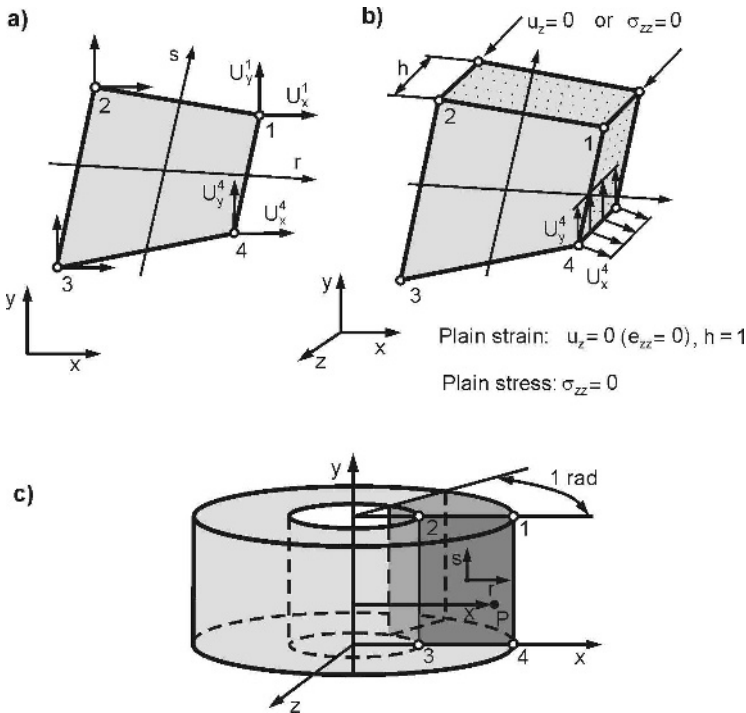 a)
s
U_y^1
U_x^1
2
1
r
U_y^4
U_x^4
4
3
y
x
b)
u_z=0 or σ_zz=0
h
2
1
U_y^4
4
U_x^4
3
y
x
z
Plain strain: u_z=0 (e_zz=0), h=1
Plain stress: σ_zz=0
c)
y
1 rad
2
1
s
r
x
P
3
4
x
z